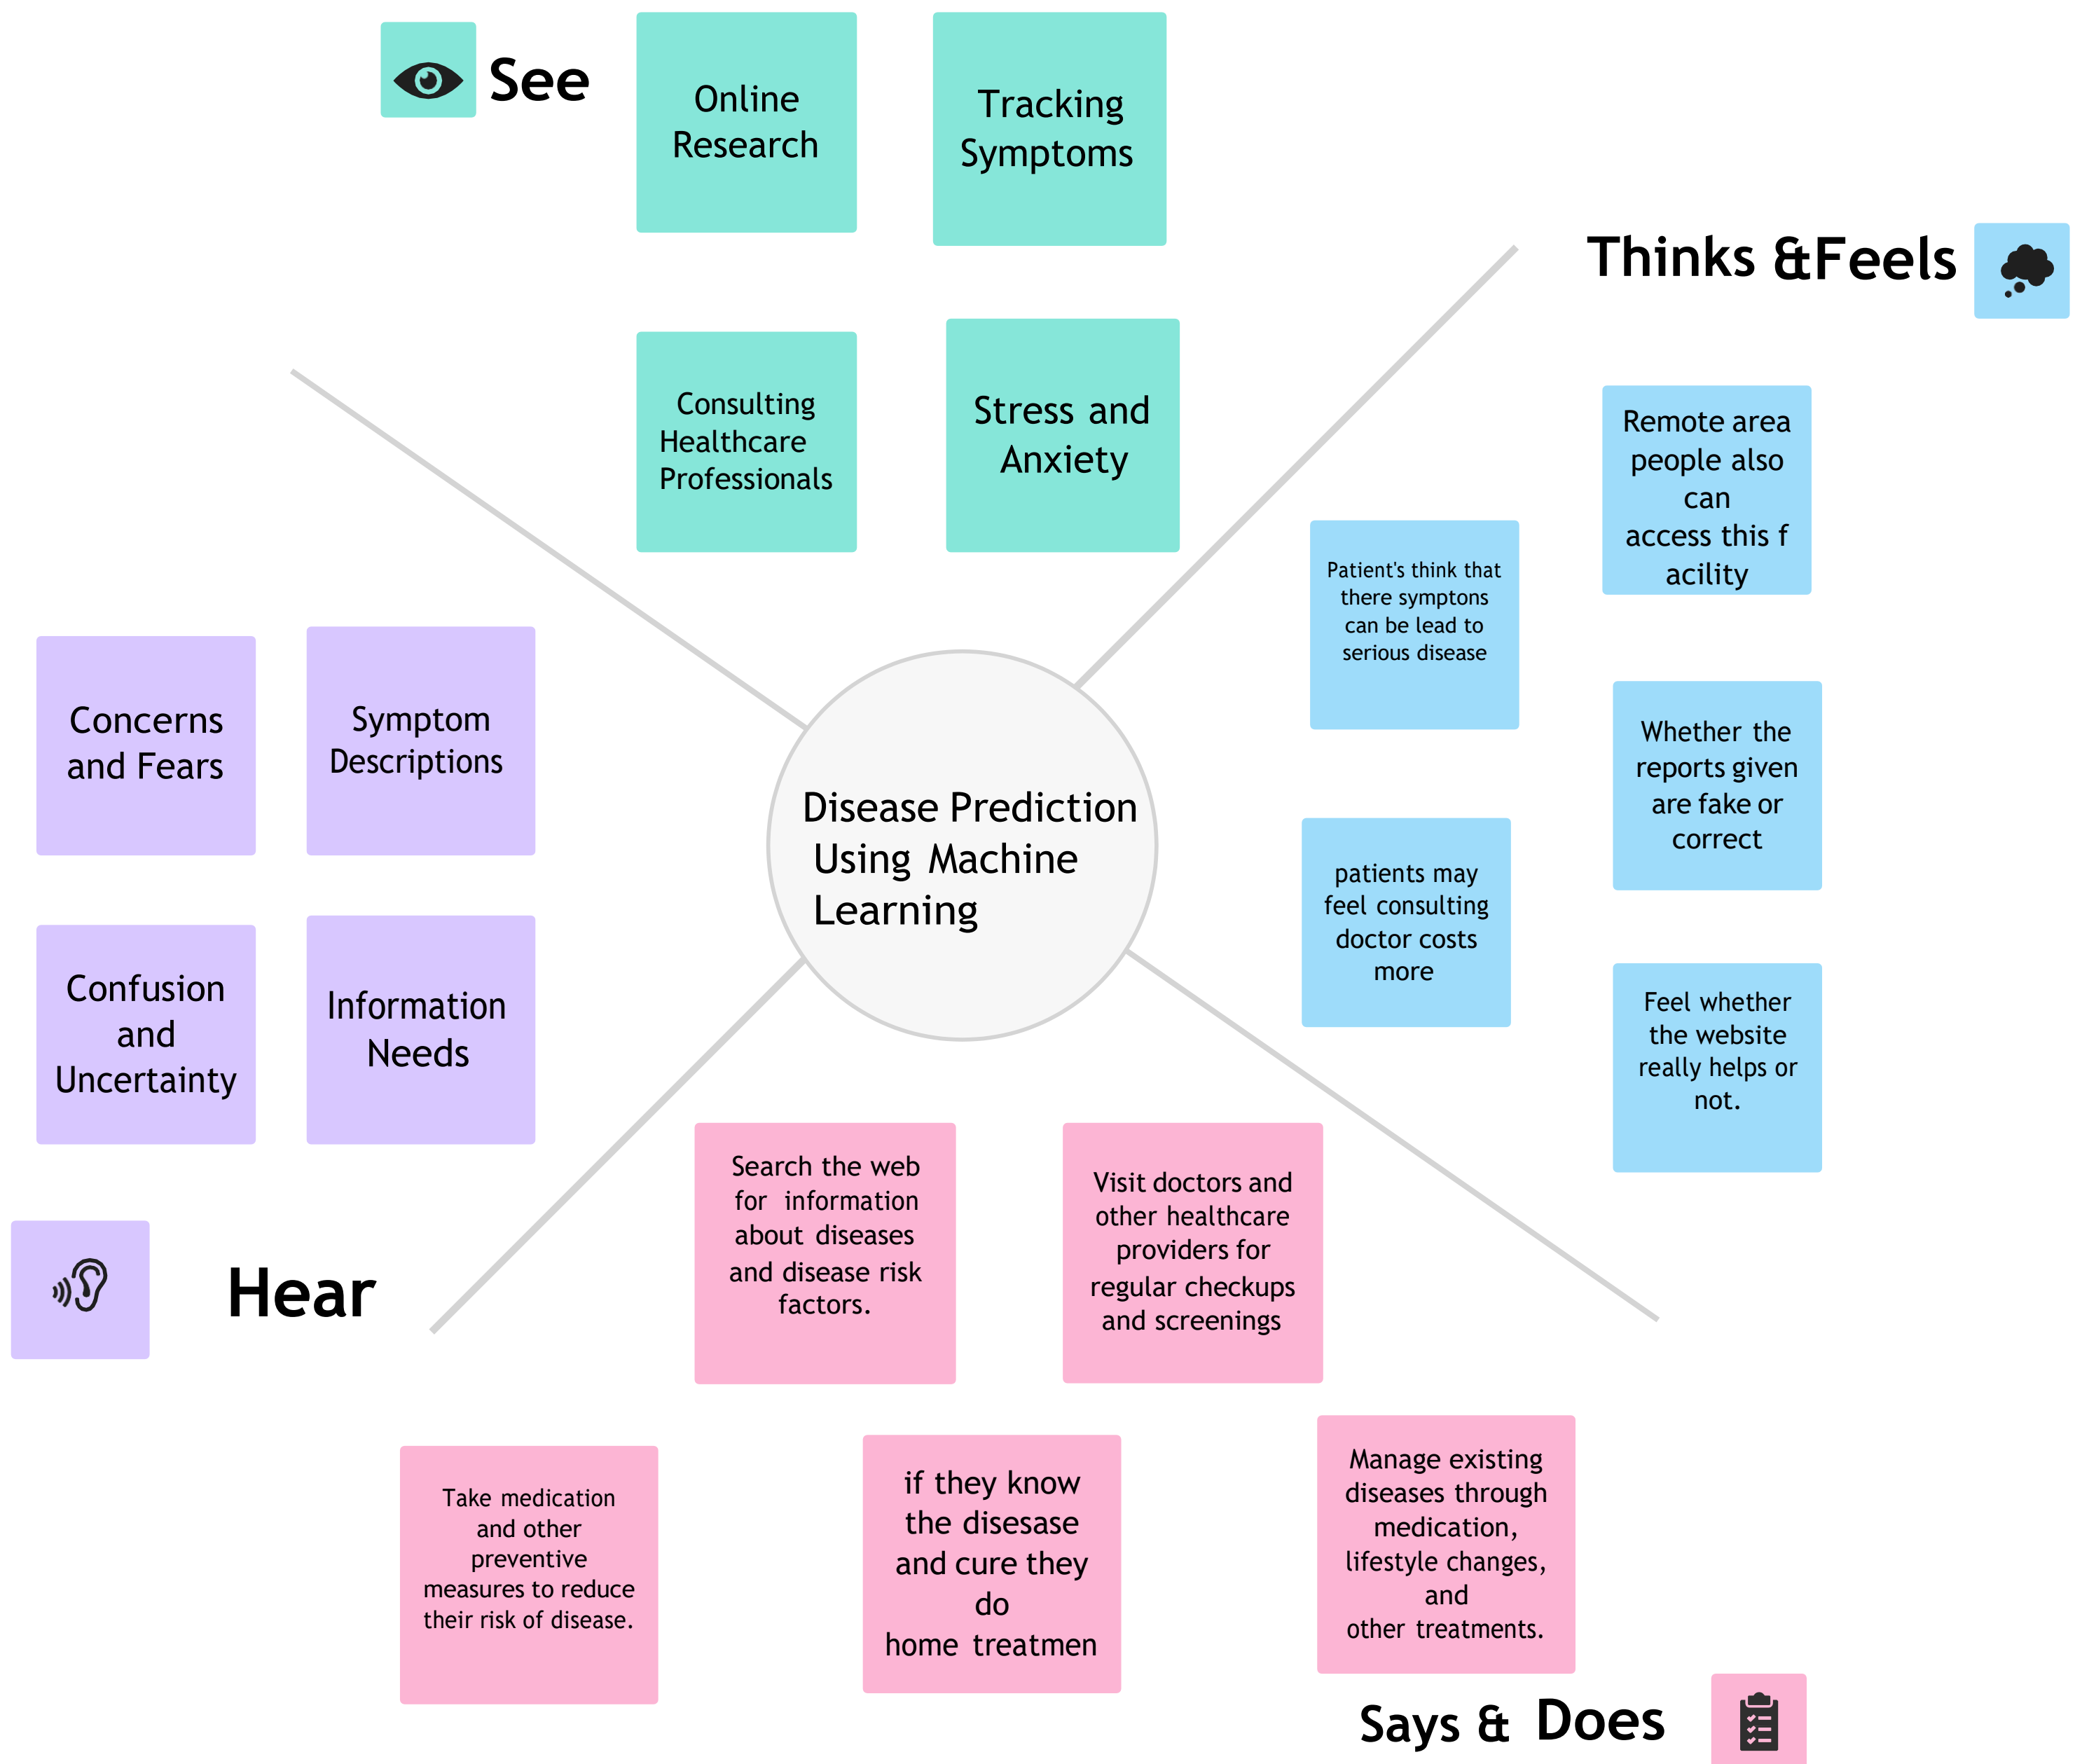 See
Online
Research
Tracking
Symptoms
Consulting
Healthcare
Professionals
Stress and
Anxiety
Thinks &Feels
Remote area
people also
can
access this f
acility
Patient's think that
there symptons
can be lead to
serious disease
Whether the
reports given
are fake or
correct
patients may
feel consulting
doctor costs
more
Feel whether
the website
really helps or
not.
Disease Prediction
Using Machine
Learning
Concerns
and Fears
Symptom
Descriptions
Confusion
and
Uncertainty
Information
Needs
Hear
Search the web
for information
about diseases
and disease risk
factors.
Visit doctors and
other healthcare
providers for
regular checkups
and screenings
Take medication
and other
preventive
measures to reduce
their risk of disease.
if they know
the disesase
and cure they
do
home treatmen
Manage existing
diseases through
medication,
lifestyle changes,
and
other treatments.
Says & Does